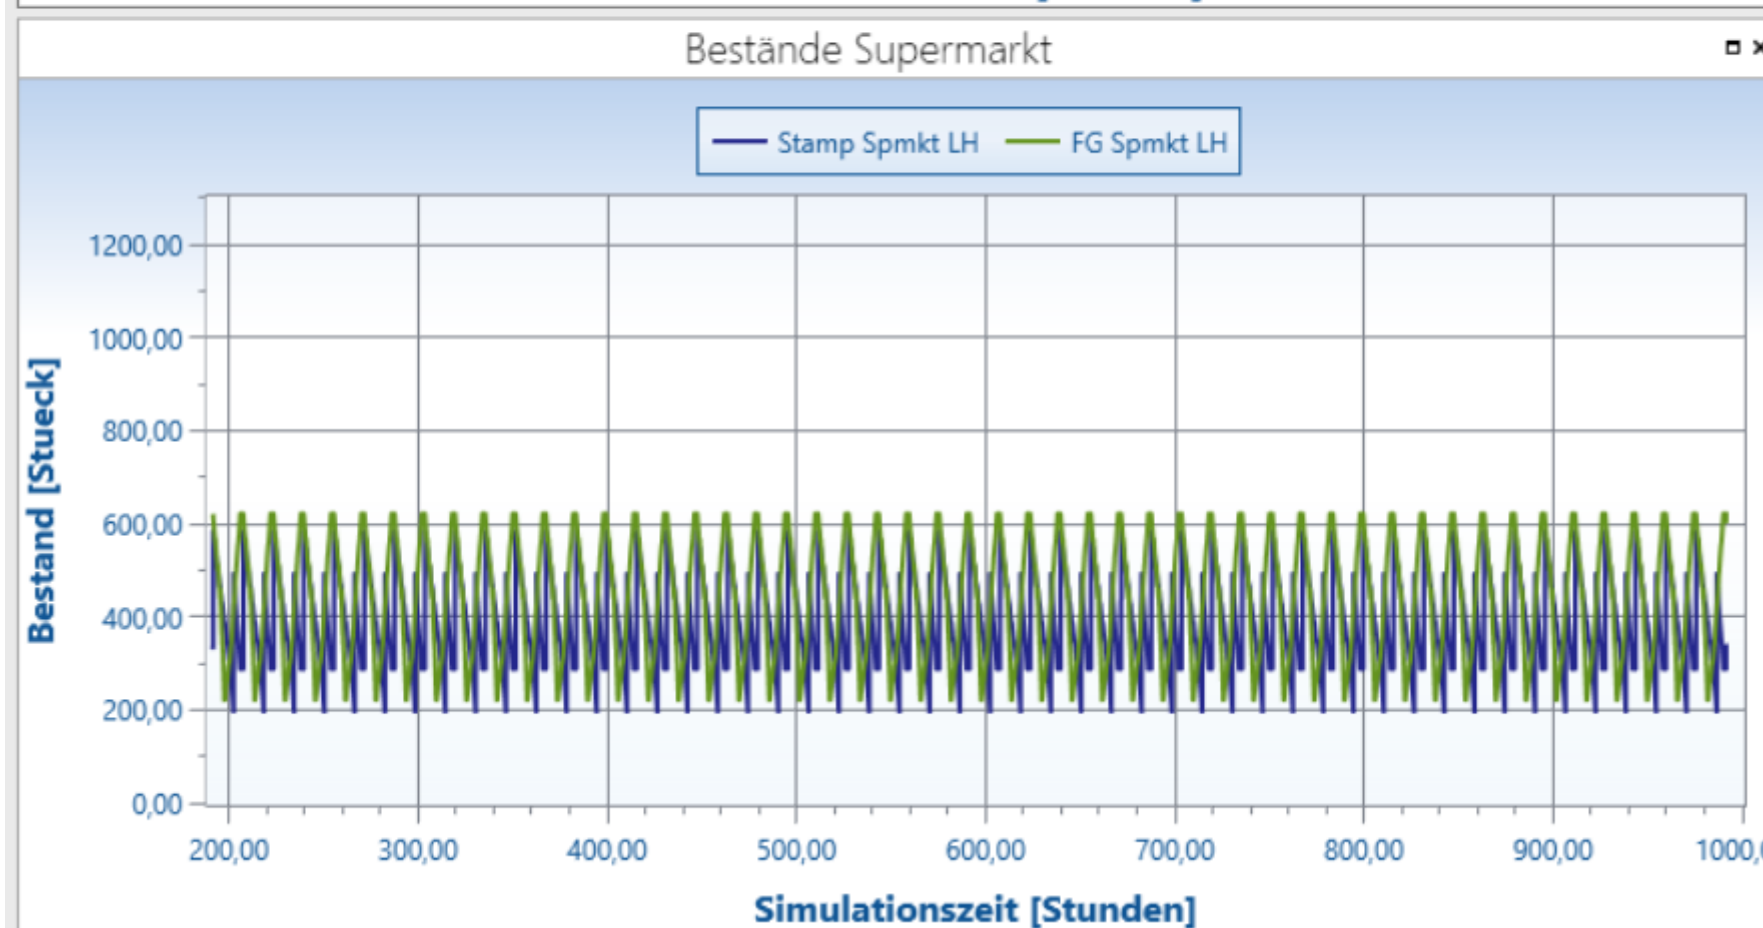 Bestände Supermarkt
Stamp Spmkt LH
FG Spmkt LH
1200,00
1000,00
800,00
600,00
400,00
200,00
0,00
Bestand [Stueck]
200,00 300,00 400,00 500,00 600,00 700,00 800,00 900,00 1000,
Simulationszeit [Stunden]